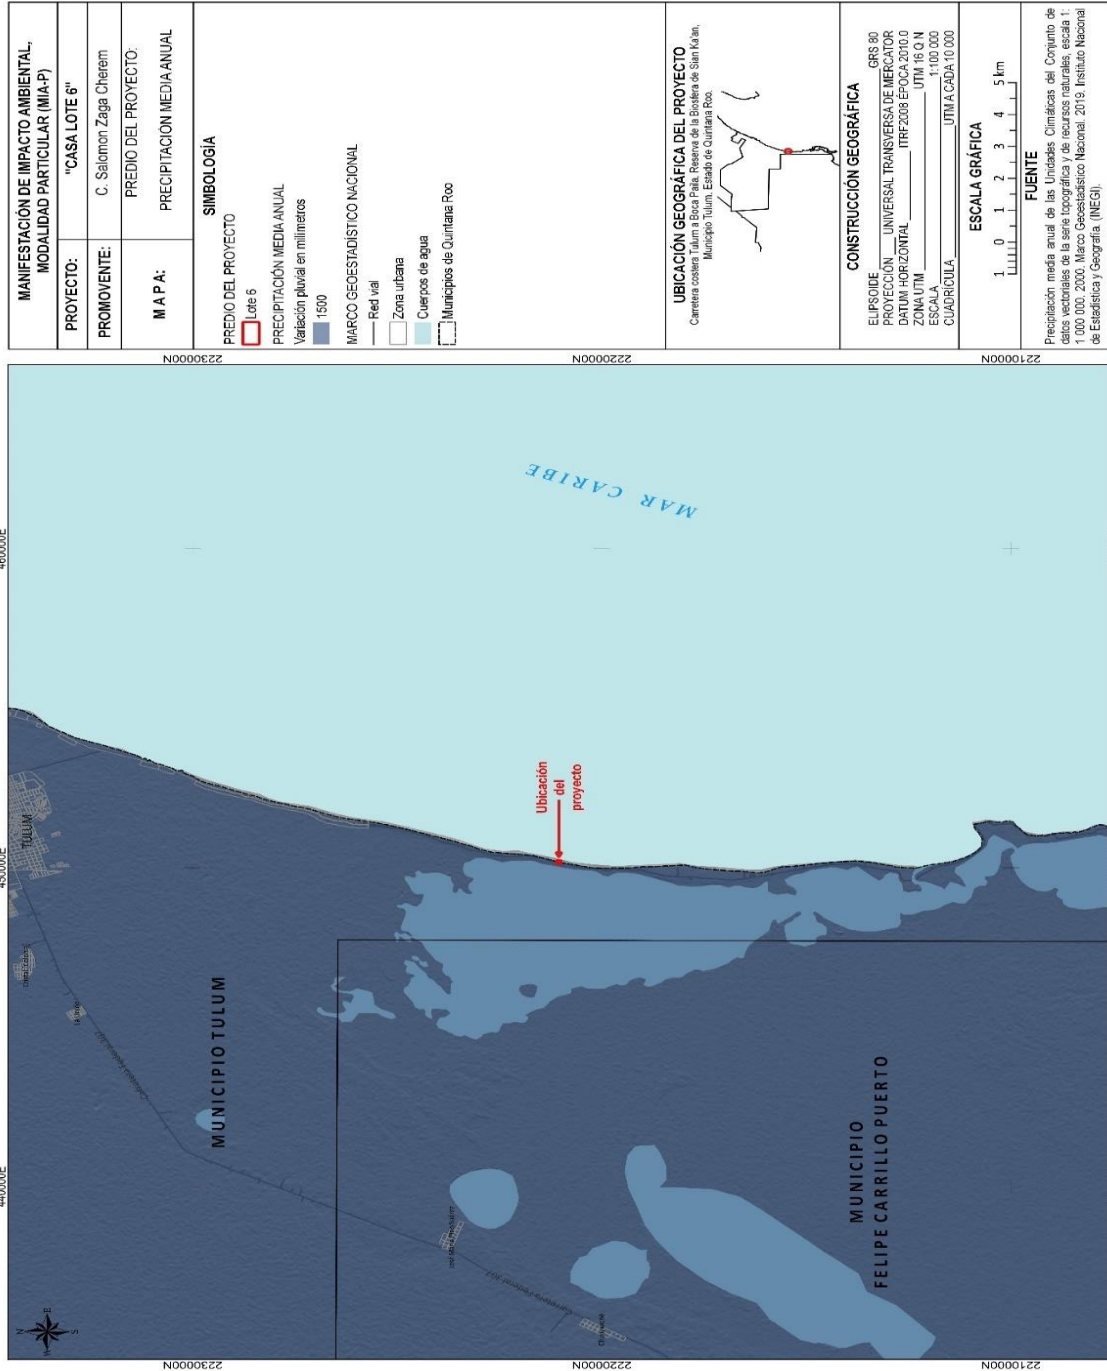 MANIFESTACIÓN DE IMPACTO AMBIENTAL,
MODALIDAD PARTICULAR (MIA-P)
PROYECTO:
"CASA LOTE 6"
PROMOVENTE:
C. Salomon Zaga Cherem
M A P A:
PREDIO DEL PROYECTO:
PRECIPITACIÓN MEDIA ANUAL
SIMBOLOGÍA
PREDIO DEL PROYECTO
Lote 6
PRECIPITACIÓN MEDIA ANUAL
Variación pluvial en milímetros
1500
MARCO GEOESTADÍSTICO NACIONAL
Red vial
Zona urbana
Cuerpos de agua
Municipios de Quintana Roo
UBICACIÓN GEOGRÁFICA DEL PROYECTO
Carretera costera Tulum a Boca Paila. Reserva de la Biosfera de Sian Ka'an,
Municipio Tulum, Estado de Quintana Roo.
CONSTRUCCIÓN GEOGRÁFICA
ELIPSOIDE GRS 80
PROYECCIÓN UNIVERSAL TRANSVERSA DE MERCATOR
DATUM HORIZONTAL ITRF2008 ÉPOCA 2010.0
ZONA UTM UTM 16 Q N
ESCALA 1:100 000
CUADRÍCULA UTM A CADA 10 000
ESCALA GRÁFICA
1 0 1 2 3 4 5 km
FUENTE
Precipitación media anual de las Unidades Climáticas del Conjunto de
datos vectoriales de la serie topográfica y de recursos naturales, escala 1:
1 000 000. 2000. Marco Geoestadístico Nacional. 2019. Instituto Nacional
de Estadística y Geografía. (INEGI).
440000E
450000E
460000E
2230000N
2220000N
2210000N
2230000N
2220000N
2210000N
N
E
S
W
TULUM
MUNICIPIO TULUM
MUNICIPIO
FELIPE CARRILLO PUERTO
Ubicación
del
proyecto
MAR CARIBE